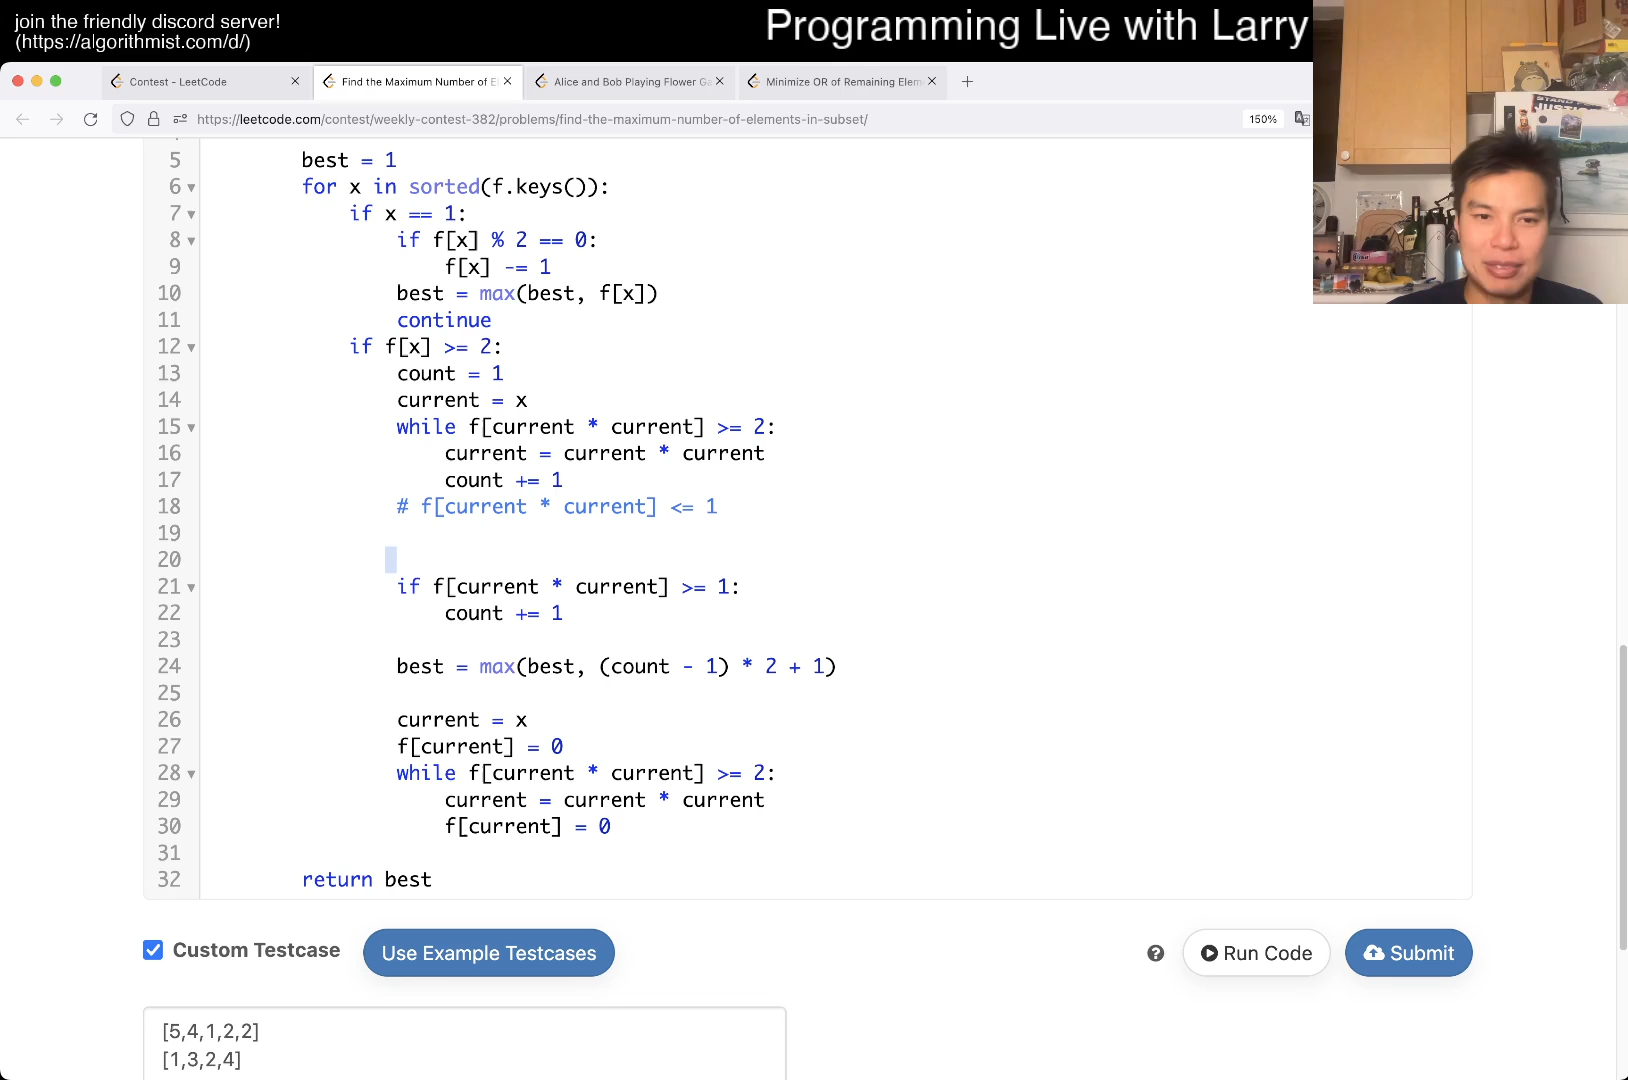 join the friendly discord server!
(https://algorithmist.com/d/)
Programming Live with Larry
Contest - LeetCode
Find the Maximum Number of El
Alice and Bob Playing Flower Ga
Minimize OR of Remaining Elem
https://leetcode.com/contest/weekly-contest-382/problems/find-the-maximum-number-of-elements-in-subset/
150%
5 best = 1
6 for x in sorted(f.keys()):
7 if x == 1:
8 if f[x] % 2 == 0:
9 f[x] -= 1
10 best = max(best, f[x])
11 continue
12 if f[x] >= 2:
13 count = 1
14 current = x
15 while f[current * current] >= 2:
16 current = current * current
17 count += 1
18 # f[current * current] <= 1
19
20
21 if f[current * current] >= 1:
22 count += 1
23
24 best = max(best, (count - 1) * 2 + 1)
25
26 current = x
27 f[current] = 0
28 while f[current * current] >= 2:
29 current = current * current
30 f[current] = 0
31
32 return best
Custom Testcase
Use Example Testcases
Run Code
Submit
[5,4,1,2,2]
[1,3,2,4]